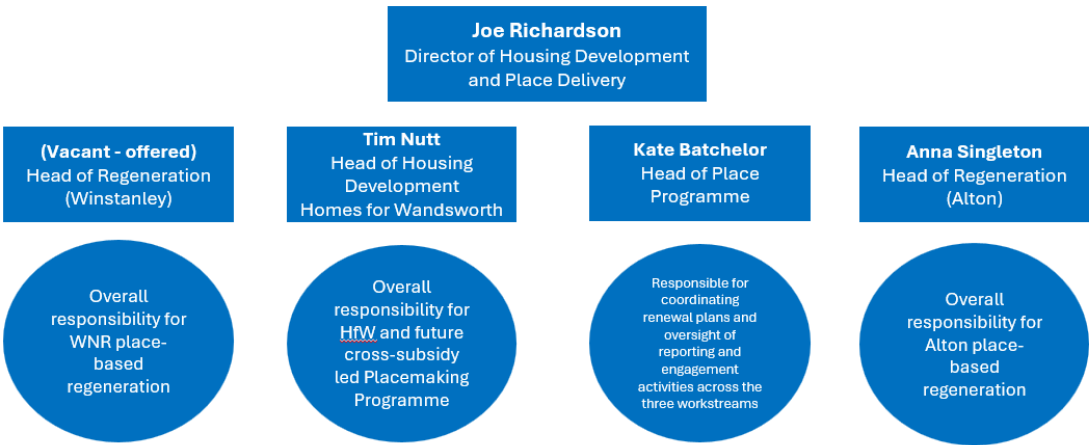 Joe Richardson
Director of Housing Development
and Place Delivery
(Vacant - offered)
Head of Regeneration
(Winstanley)
Tim Nutt
Head of Housing
Development
Homes for Wandsworth
Kate Batchelor
Head of Place
Programme
Anna Singleton
Head of Regeneration
(Alton)
Overall
responsibility for
WNR place-
based
regeneration
Overall
responsibility for
HfW and future
cross-subsidy
led Placemaking
Programme
Responsible for
coordinating
renewal plans and
oversight of
reporting and
engagement
activities across the
three workstreams
Overall
responsibility for
Alton place-
based
regeneration